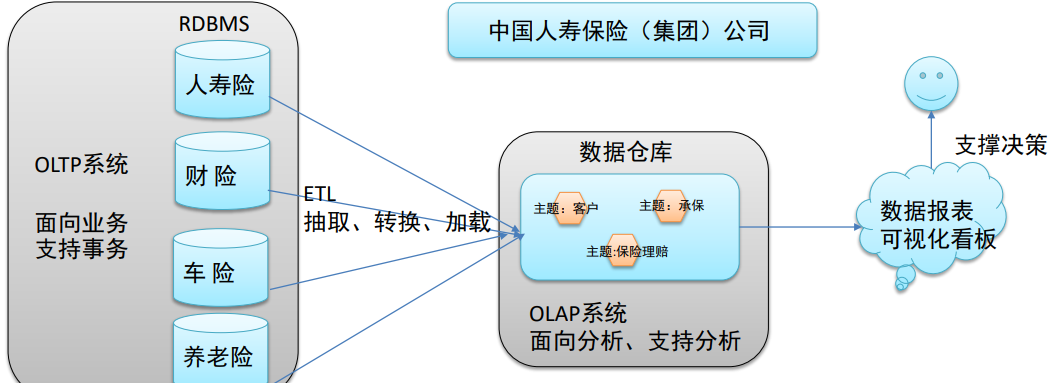 RDBMS
中国人寿保险（集团）公司
人寿险
财 险
车 险
养老险
OLTP系统
面向业务
支持事务
ETL
抽取、转换、加载
数据仓库
主题：客户
主题：承保
主题:保险理赔
OLAP系统
面向分析、支持分析
支撑决策
数据报表
可视化看板